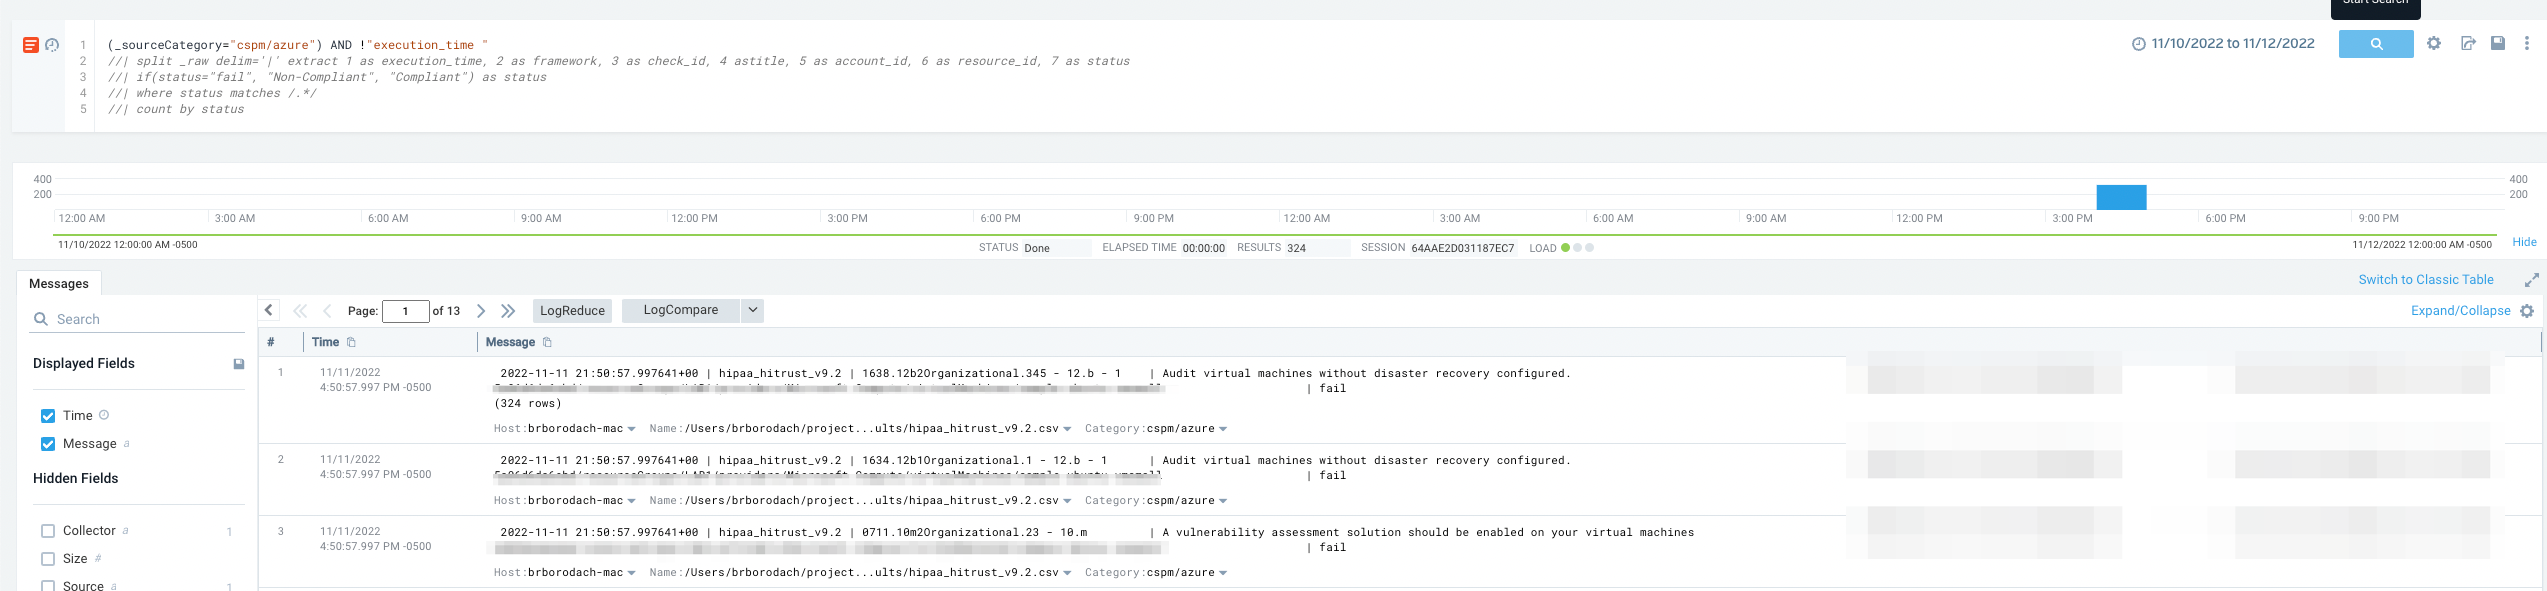 Start Search
1 (_sourceCategory="cspm/azure") AND !"execution_time "
2 //| split _raw delim='|' extract 1 as execution_time, 2 as framework, 3 as check_id, 4 astitle, 5 as account_id, 6 as resource_id, 7 as status
3 //| if(status="fail", "Non-Compliant", "Compliant") as status
4 //| where status matches /.*/
5 //| count by status
11/10/2022 to 11/12/2022
400 400
200 200
12:00 AM 3:00 AM 6:00 AM 9:00 AM 12:00 PM 3:00 PM 6:00 PM 9:00 PM 12:00 AM 3:00 AM 6:00 AM 9:00 AM 12:00 PM 3:00 PM 6:00 PM 9:00 PM
11/10/2022 12:00:00 AM -0500 STATUS Done ELAPSED TIME 00:00:00 RESULTS 324 SESSION 64AAE2D031187EC7 LOAD 11/12/2022 12:00:00 AM -0500 Hide
Messages Switch to Classic Table
Search Page: 1 of 13 LogReduce LogCompare Expand/Collapse
# Time Message
Displayed Fields
Time
Message a
Hidden Fields
Collector a 1
Size #
Source a 1
1 11/11/2022 2022-11-11 21:50:57.997641+00 | hipaa_hitrust_v9.2 | 1638.12b2Organizational.345 - 12.b - 1 | Audit virtual machines without disaster recovery configured.
4:50:57.997 PM -0500 | fail
(324 rows)
Host:brborodach-mac Name:/Users/brborodach/project...ults/hipaa_hitrust_v9.2.csv Category:cspm/azure
2 11/11/2022 2022-11-11 21:50:57.997641+00 | hipaa_hitrust_v9.2 | 1634.12b1Organizational.1 - 12.b - 1 | Audit virtual machines without disaster recovery configured.
4:50:57.997 PM -0500 | fail
Host:brborodach-mac Name:/Users/brborodach/project...ults/hipaa_hitrust_v9.2.csv Category:cspm/azure
3 11/11/2022 2022-11-11 21:50:57.997641+00 | hipaa_hitrust_v9.2 | 0711.10m2Organizational.23 - 10.m | A vulnerability assessment solution should be enabled on your virtual machines
4:50:57.997 PM -0500 | fail
Host:brborodach-mac Name:/Users/brborodach/project...ults/hipaa_hitrust_v9.2.csv Category:cspm/azure